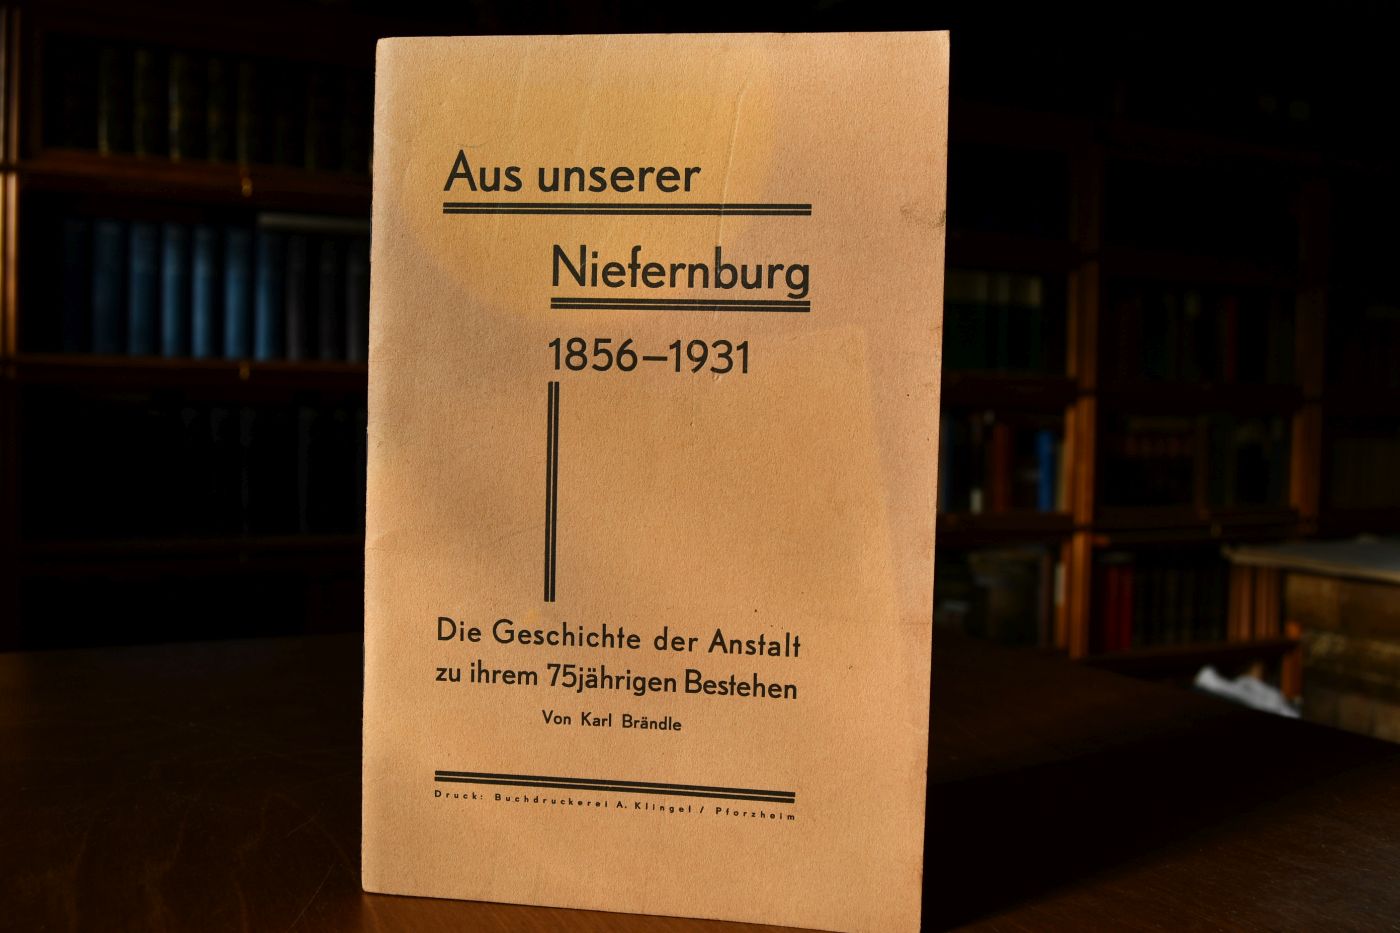 Aus unserer
Niefernburg
1856–1931
Die Geschichte der Anstalt
zu ihrem 75jährigen Bestehen
Von Karl Brändle
Druck: Buchdruckerei A. Klingel / Pforzheim